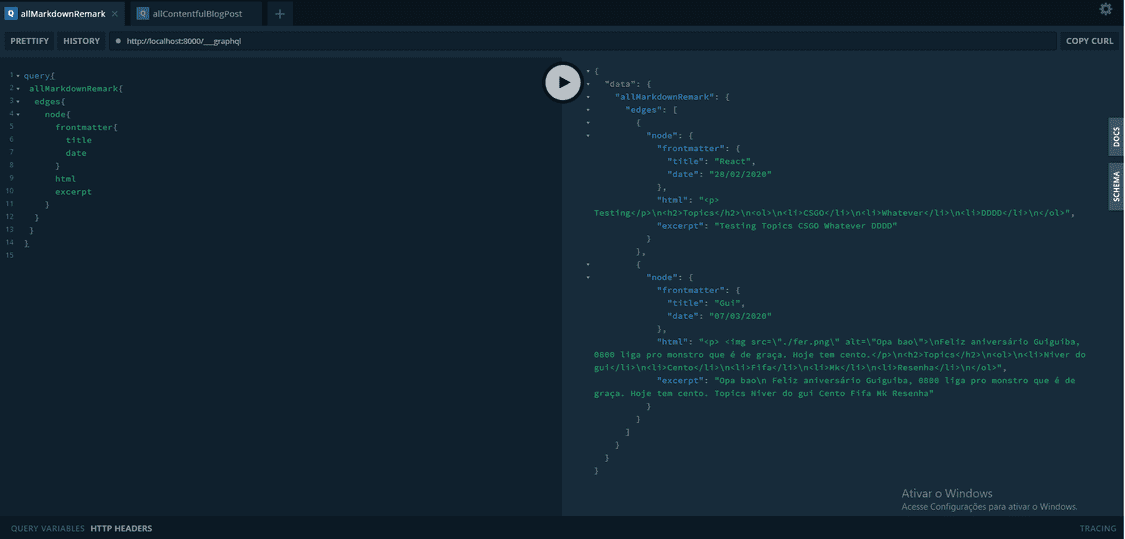 Q allMarkdownRemark ×
Q allContentfulBlogPost
+
PRETTIFY HISTORY http://localhost:8000/___graphql COPY CURL
1 query{
2 allMarkdownRemark{
3 edges{
4 node{
5 frontmatter{
6 title
7 date
8 }
9 html
10 excerpt
11 }
12 }
13 }
14 }
15
{
"data": {
"allMarkdownRemark": {
"edges": [
{
"node": {
"frontmatter": {
"title": "React",
"date": "28/02/2020"
},
"html": "<p>
Testing</p>\n<h2>Topics</h2>\n<ol>\n<li>CSGO</li>\n<li>Whatever</li>\n<li>DDDD</li>\n</ol>",
"excerpt": "Testing Topics CSGO Whatever DDDD"
}
},
{
"node": {
"frontmatter": {
"title": "Gui",
"date": "07/03/2020"
},
"html": "<p> <img src=\"./fer.png\" alt=\"Opa bao\">\nFeliz aniversário Guiguiba,
0800 liga pro monstro que é de graça. Hoje tem cento.</p>\n<h2>Topics</h2>\n<ol>\n<li>Niver do
gui</li>\n<li>Cento</li>\n<li>Fifa</li>\n<li>Mk</li>\n<li>Resenha</li>\n</ol>",
"excerpt": "Opa bao\n Feliz aniversário Guiguiba, 0800 liga pro monstro que é de
graça. Hoje tem cento. Topics Niver do gui Cento Fifa Mk Resenha"
}
}
]
}
}
}
DOCS
SCHEMA
Ativar o Windows
Acesse Configurações para ativar o Windows.
QUERY VARIABLES HTTP HEADERS TRACING